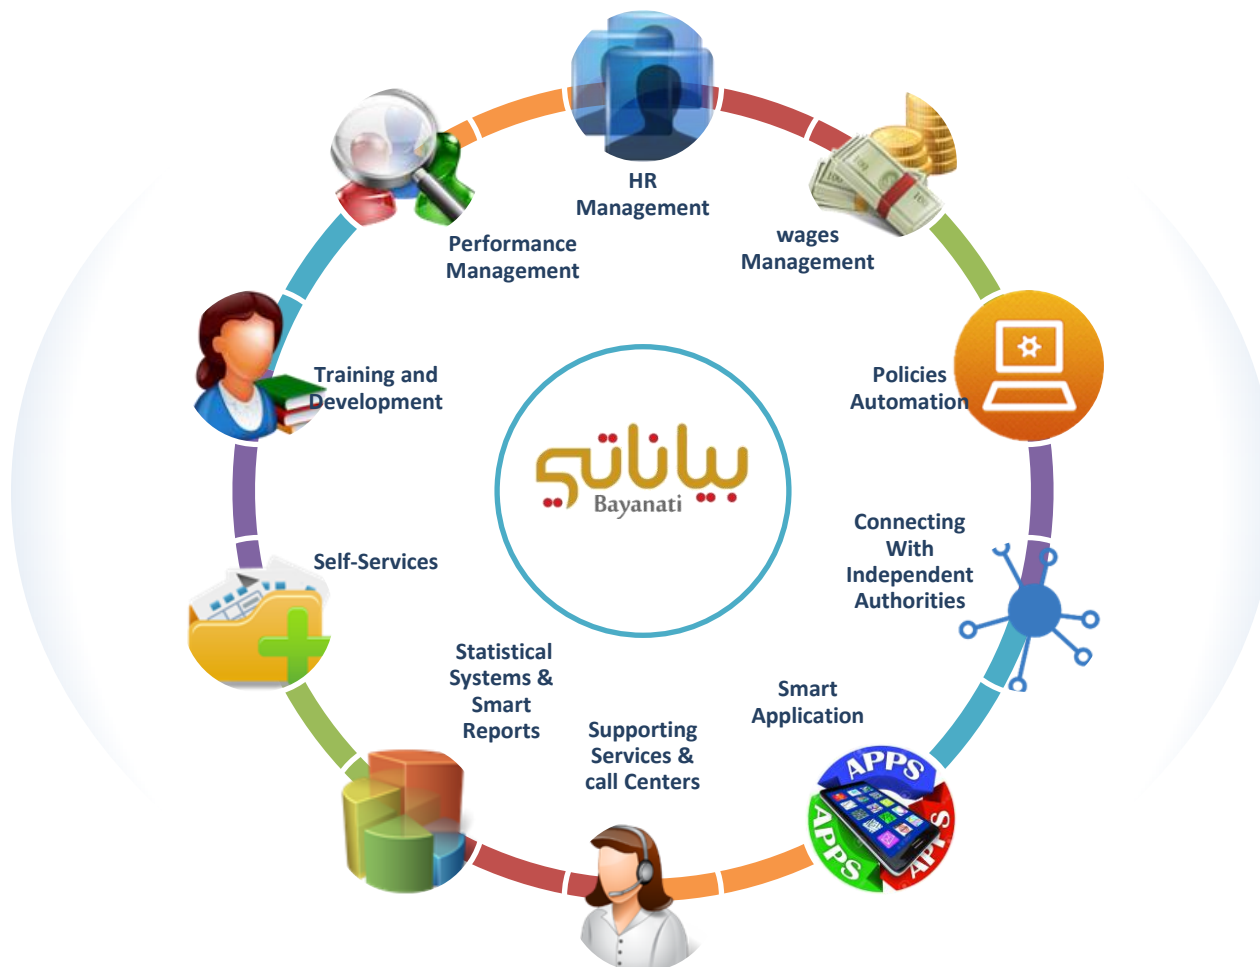 HR
Management
wages
Management
Policies
Automation
Connecting
With
Independent
Authorities
Smart
Application
APPS
APPS
APPS
Supporting
Services &
call Centers
Statistical
Systems &
Smart
Reports
Self-Services
Training and
Development
Performance
Management
بياناتي
Bayanati